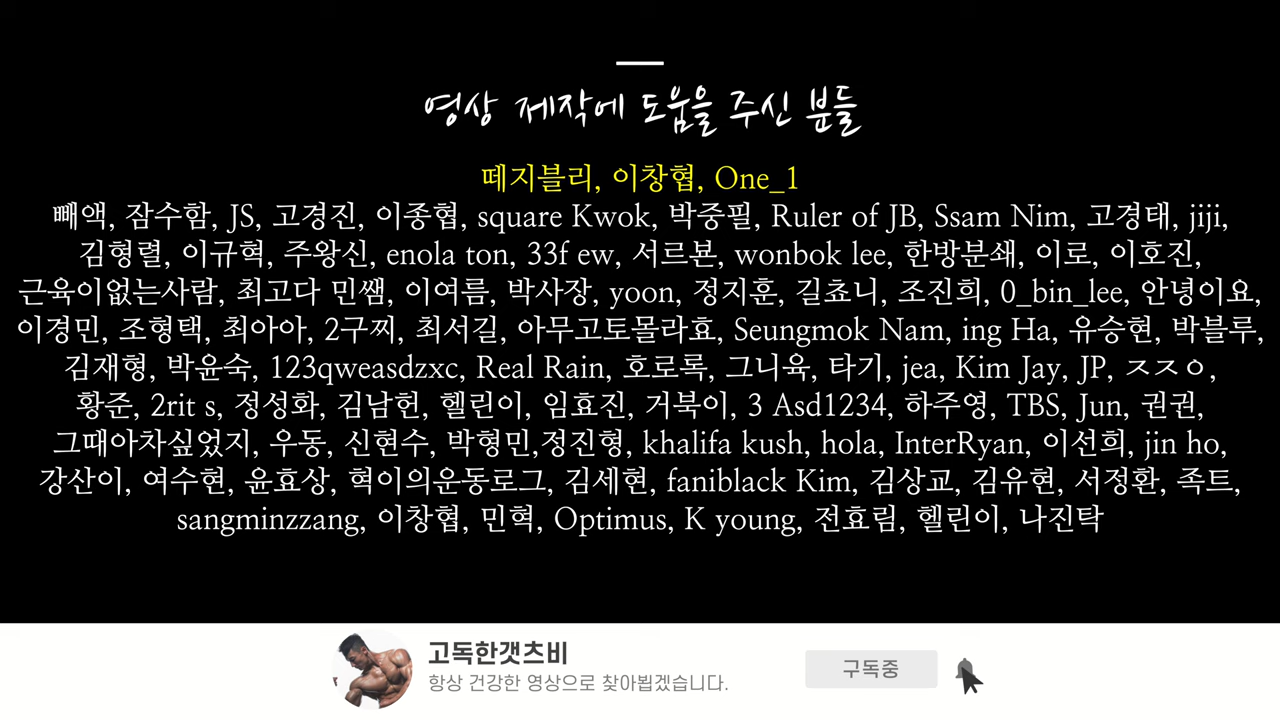 영상 제작에 도움을 주신 분들
떼지블리, 이창협, One_1
빼액, 잠수함, JS, 고경진, 이종협, square Kwok, 박중필, Ruler of JB, Ssam Nim, 고경태, jiji,
김형렬, 이규혁, 주왕신, enola ton, 33f ew, 서르본, wonbok lee, 한방분쇄, 이로, 이호진,
근육이없는사람, 최고다 민쌤, 이여름, 박사장, yoon, 정지훈, 길쵸니, 조진희, 0_bin_lee, 안녕이요,
이경민, 조형택, 최아아, 2구찌, 최서길, 아무고토몰라효, Seungmok Nam, ing Ha, 유승현, 박블루,
김재형, 박윤숙, 123qweasdzxc, Real Rain, 호로록, 그니육, 타기, jea, Kim Jay, JP, ㅈㅈㅇ,
황준, 2rit s, 정성화, 김남헌, 헬린이, 임효진, 거북이, 3 Asd1234, 하주영, TBS, Jun, 권권,
그때아차싶었지, 우동, 신현수, 박형민,정진형, khalifa kush, hola, InterRyan, 이선희, jin ho,
강산이, 여수현, 윤효상, 혁이의운동로그, 김세현, faniblack Kim, 김상교, 김유현, 서정환, 족트,
sangminzzang, 이창협, 민혁, Optimus, K young, 전효림, 헬린이, 나진탁
고독한갯츠비
항상 건강한 영상으로 찾아뵙겠습니다.
구독중